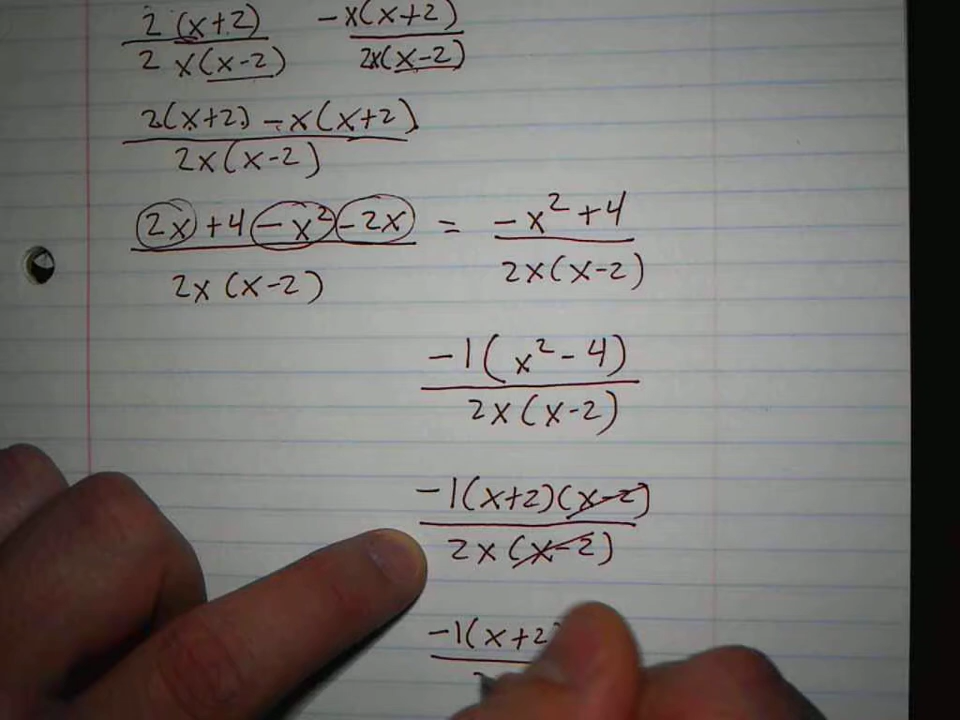 2 (x+2) -x(x+2)
2 x(x-2) 2x(x-2)
2(x+2) -x(x+2)
2x(x-2)
2x +4 -x² -2x = -x² +4
2x (x-2) 2x(x-2)
-1(x²-4)
2x(x-2)
-1(x+2)(x-2)
2x(x-2)
-1(x+2